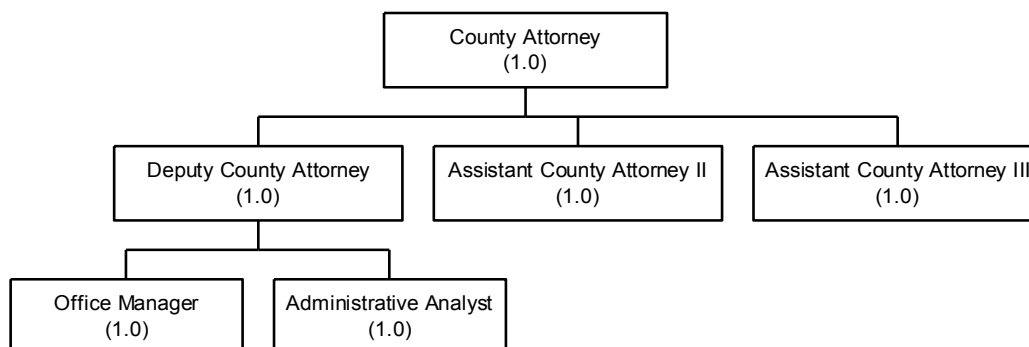 County Attorney
(1.0)
Deputy County Attorney
(1.0)
Assistant County Attorney II
(1.0)
Assistant County Attorney III
(1.0)
Office Manager
(1.0)
Administrative Analyst
(1.0)